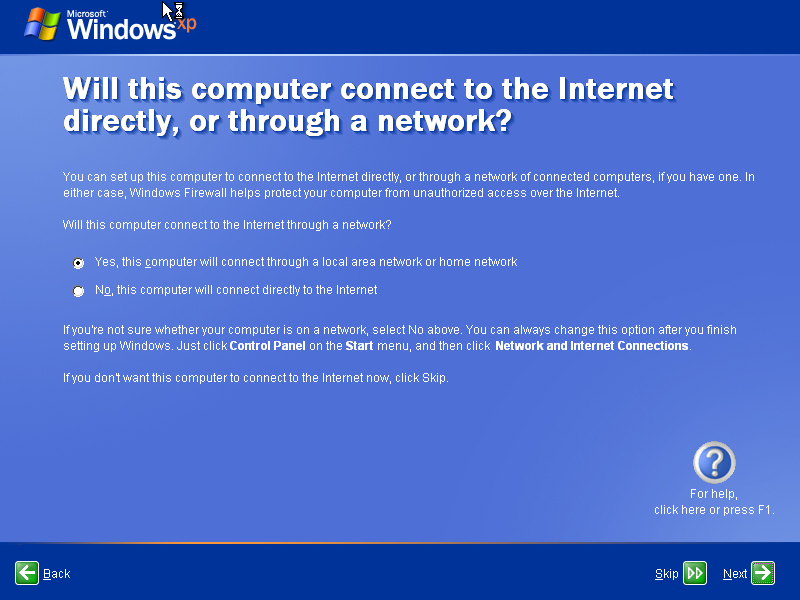 Microsoft®
Windows xp
Will this computer connect to the Internet
directly, or through a network?
You can set up this computer to connect to the Internet directly, or through a network of connected computers, if you have one. In
either case, Windows Firewall helps protect your computer from unauthorized access over the Internet.
Will this computer connect to the Internet through a network?
Yes, this computer will connect through a local area network or home network
No, this computer will connect directly to the Internet
If you're not sure whether your computer is on a network, select No above. You can always change this option after you finish
setting up Windows. Just click Control Panel on the Start menu, and then click Network and Internet Connections.
If you don't want this computer to connect to the Internet now, click Skip.
?
For help,
click here or press F1.
Back
Skip
Next